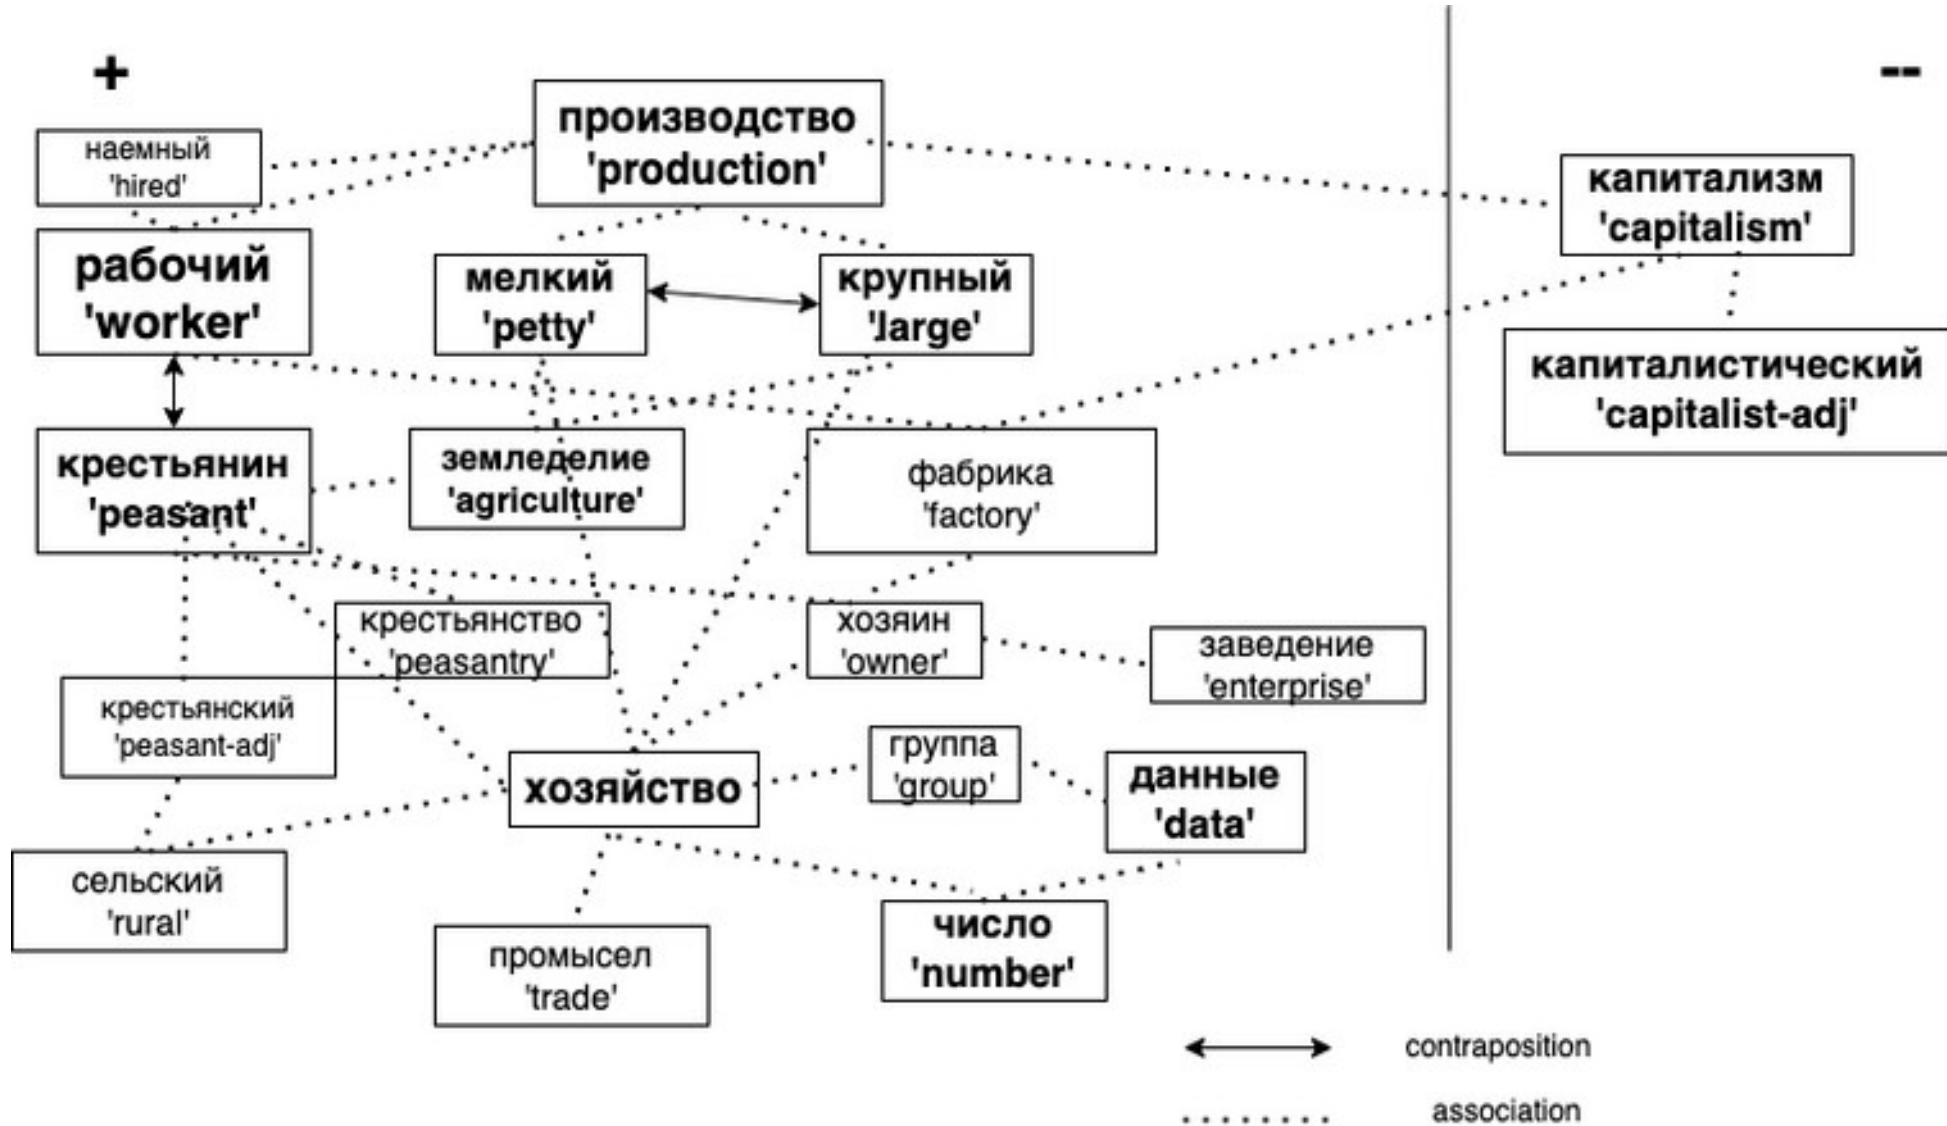 +
--
производство
'production'
наемный
'hired'
капитализм
'capitalism'
рабочий
'worker'
мелкий
'petty'
крупный
'large'
капиталистический
'capitalist-adj'
крестьянин
'peasant'
земледелие
'agriculture'
фабрика
'factory'
крестьянство
'peasantry'
хозяин
'owner'
заведение
'enterprise'
крестьянский
'peasant-adj'
хозяйство
группа
'group'
данные
'data'
сельский
'rural'
промысел
'trade'
число
'number'
contraposition
association